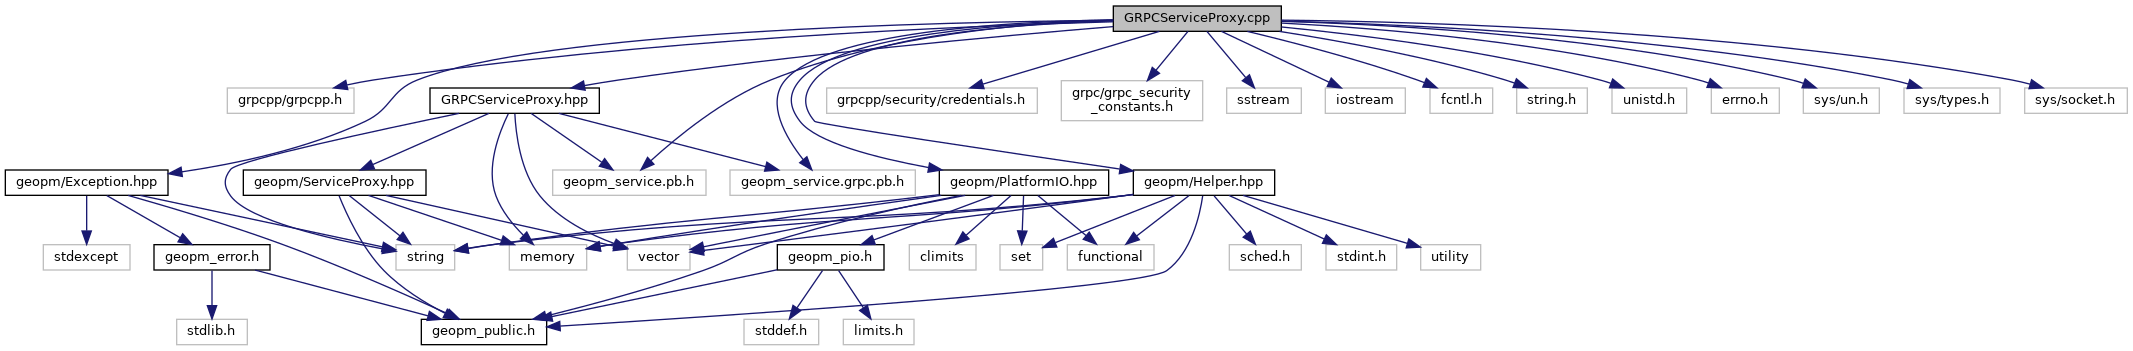 GRPCServiceProxy.cpp
grpcpp/grpcpp.h
GRPCServiceProxy.hpp
grpcpp/security/credentials.h
grpc/grpc_security
_constants.h
sstream
iostream
fcntl.h
string.h
unistd.h
errno.h
sys/un.h
sys/types.h
sys/socket.h
geopm/Exception.hpp
geopm/ServiceProxy.hpp
geopm_service.pb.h
geopm_service.grpc.pb.h
geopm/PlatformIO.hpp
geopm/Helper.hpp
stdexcept
geopm_error.h
string
memory
vector
geopm_pio.h
climits
set
functional
sched.h
stdint.h
utility
stdlib.h
geopm_public.h
stddef.h
limits.h